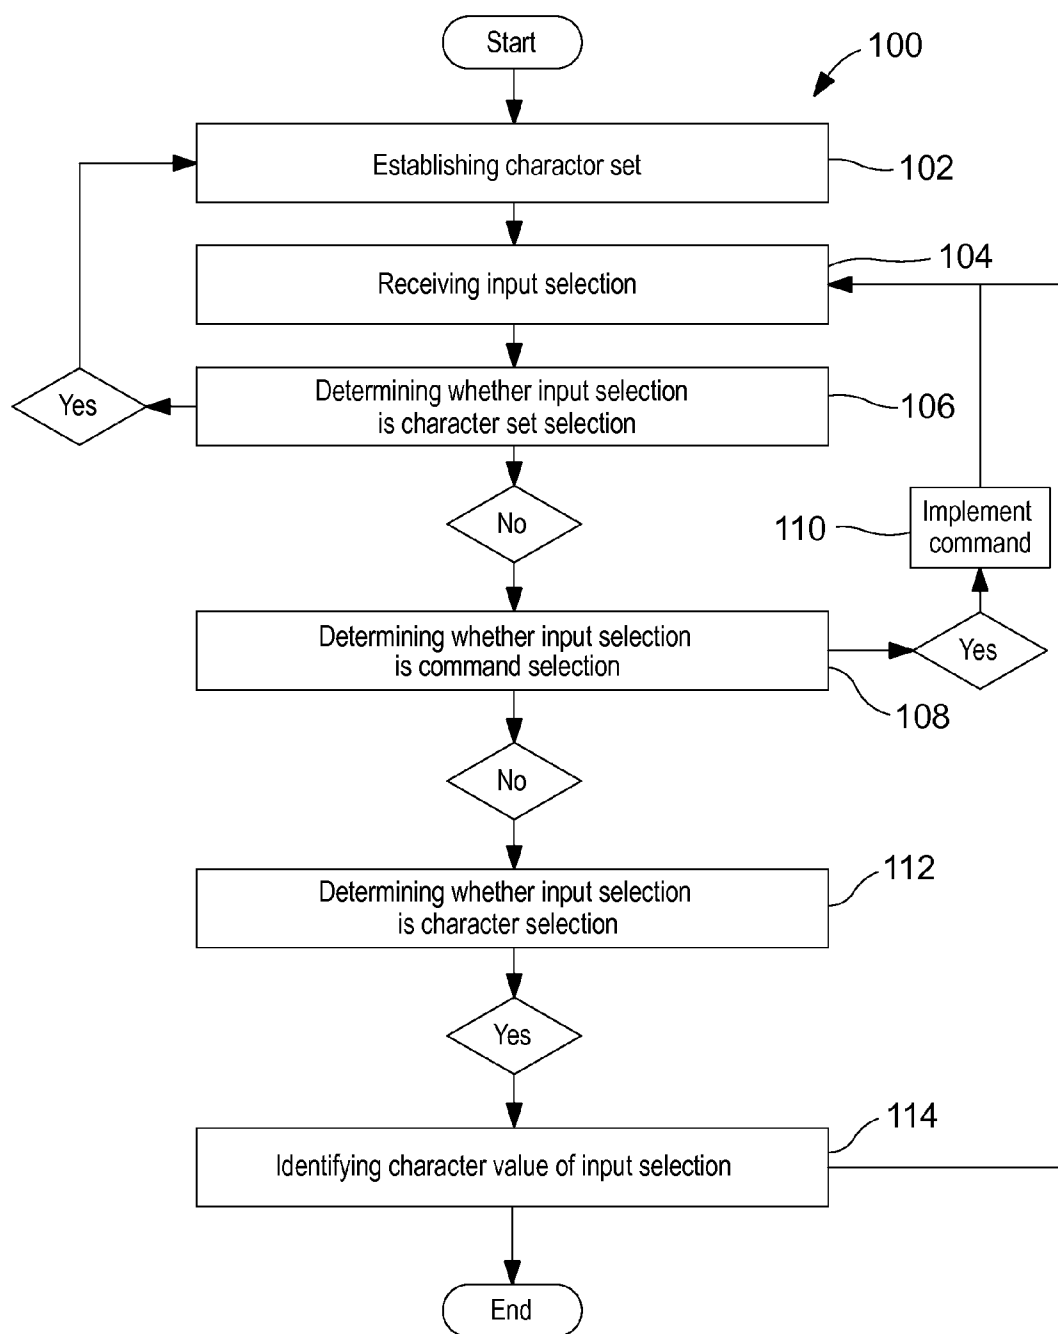 Start
100
Establishing charactor set
102
Receiving input selection
104
Determining whether input selection
is character set selection
106
Yes
No
Implement
command
110
Determining whether input selection
is command selection
Yes
108
No
Determining whether input selection
is character selection
112
Yes
Identifying character value of input selection
114
End